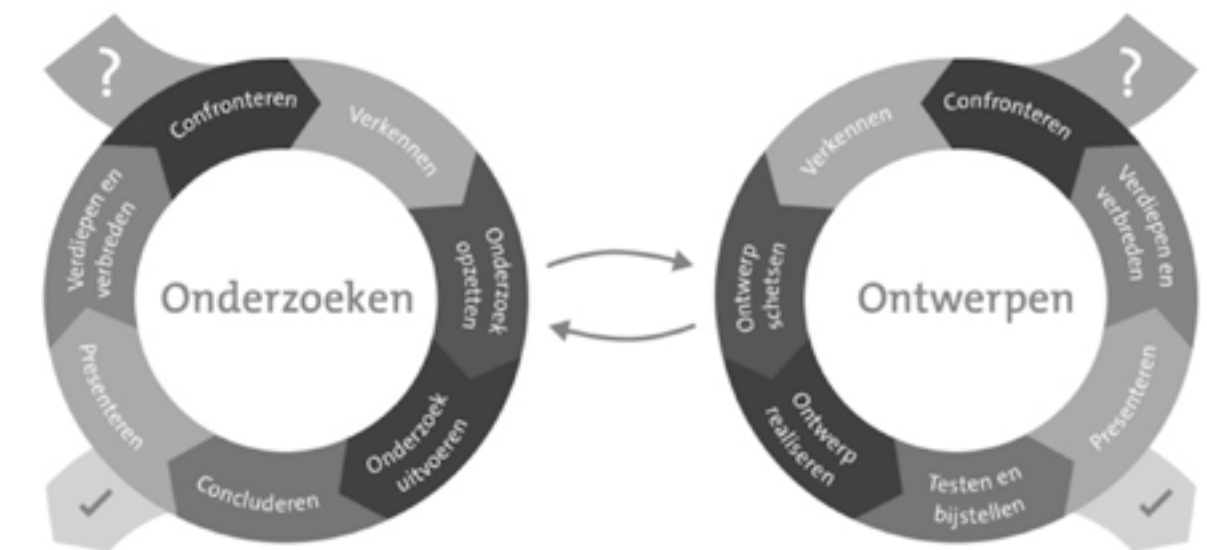 ?
Confronteren
Verkennen
Onderzoek
opzetten
Onderzoek
uitvoeren
Concluderen
Presenteren
Verdiepen en
verbreden
Onderzoeken
?
Confronteren
Verkennen
Ontwerp
schetsen
Ontwerp
realiseren
Testen en
bijstellen
Presenteren
Verdiepen en
verbreden
Ontwerpen